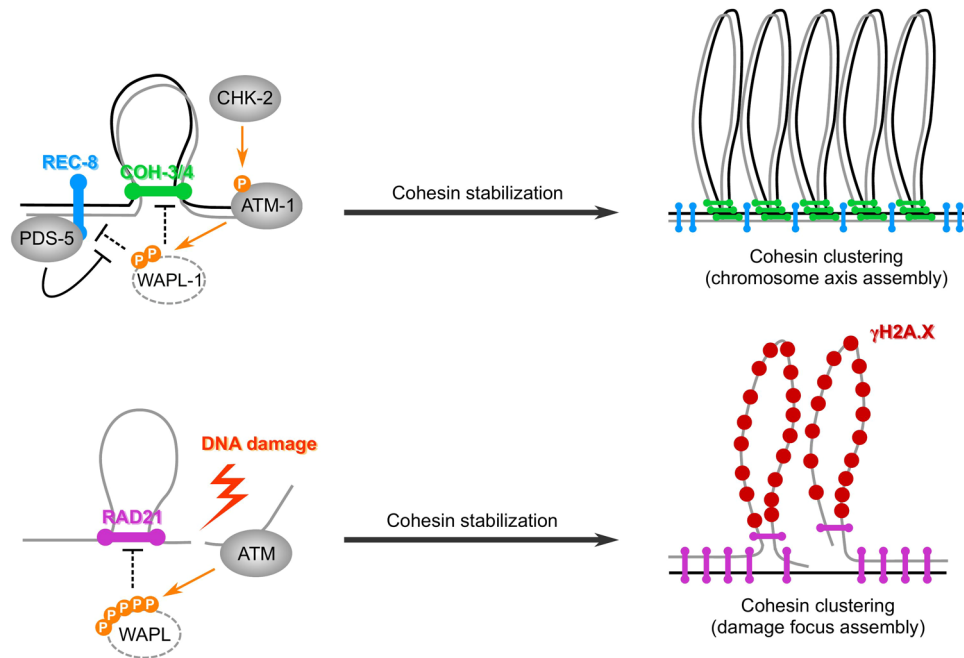 CHK-2
REC-8
COH-3/4
P
ATM-1
Cohesin stabilization
PDS-5
P
P
WAPL-1
Cohesin clustering
(chromosome axis assembly)
γH2A.X
DNA damage
RAD21
Cohesin stabilization
ATM
P
P
P
P
P
WAPL
Cohesin clustering
(damage focus assembly)